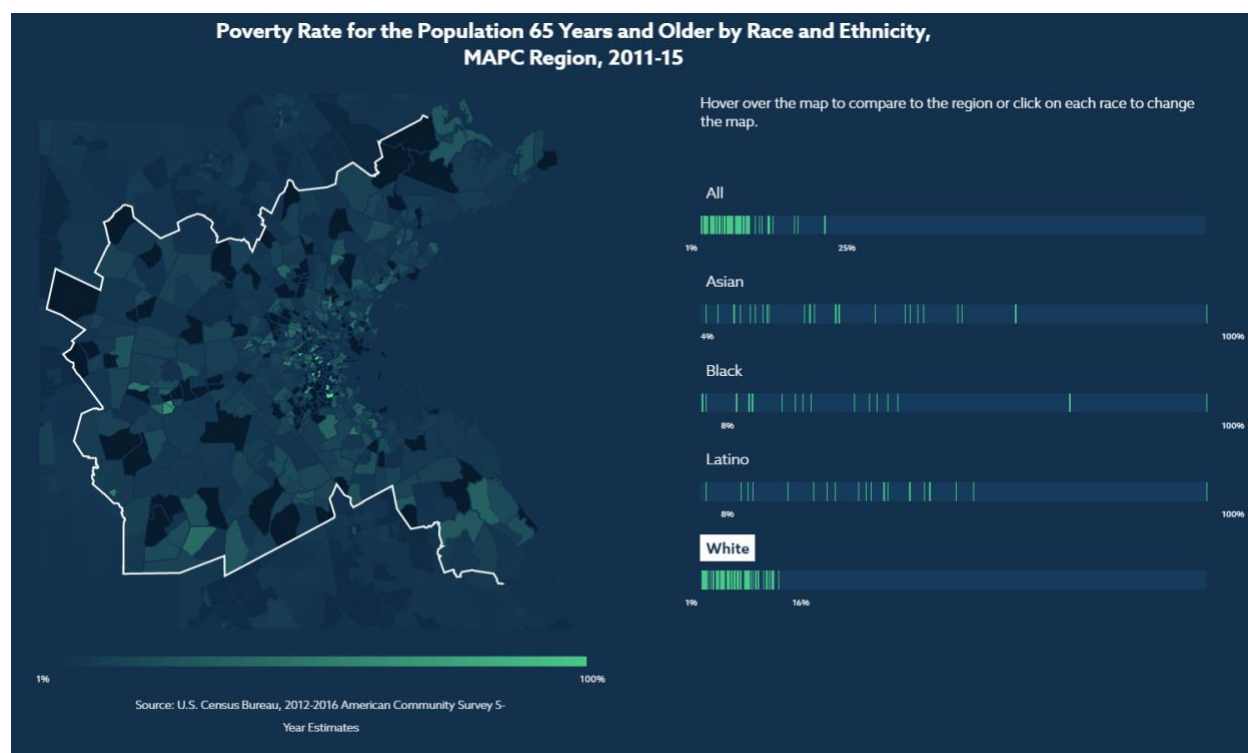 Poverty Rate for the Population 65 Years and Older by Race and Ethnicity,
MAPC Region, 2011-15
Hover over the map to compare to the region or click on each race to change
the map.
All
1%
25%
Asian
4%
100%
Black
8%
100%
Latino
8%
100%
White
1%
16%
1%
100%
Source: U.S. Census Bureau, 2012-2016 American Community Survey 5-
Year Estimates